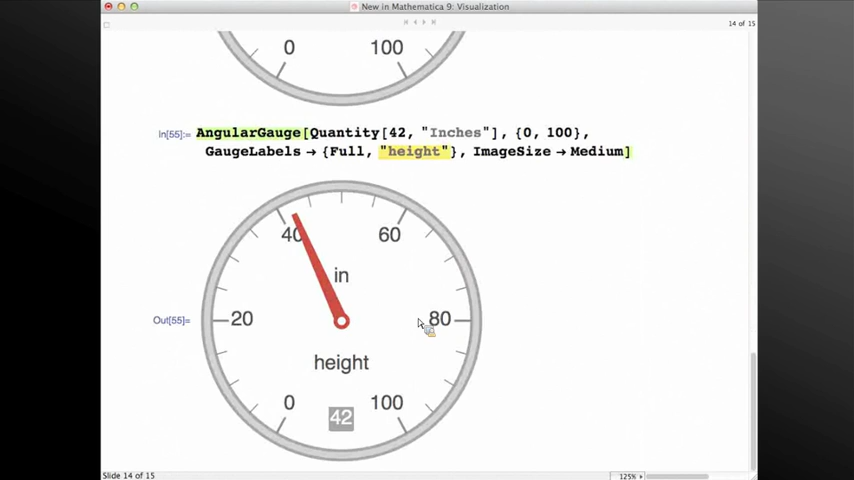 New in Mathematica 9: Visualization
14 of 15
0 100
In[55]:= AngularGauge[Quantity[42, "Inches"], {0, 100},
GaugeLabels → {Full, "height"}, ImageSize → Medium]
40 60
in
Out[55]= 20 80
height
0 42 100
Slide 14 of 15 125%